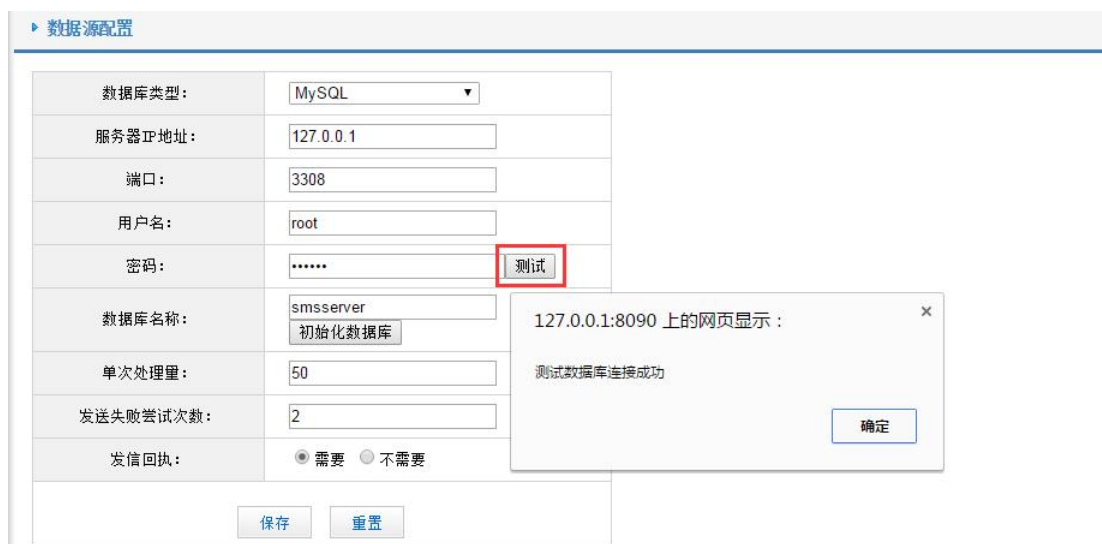 数据源配置
数据库类型： MySQL
服务器IP地址： 127.0.0.1
端口： 3308
用户名： root
密码： •••••• 测试
数据库名称： smsserver
初始化数据库
127.0.0.1:8090 上的网页显示： ×
测试数据库连接成功
确定
单次处理量： 50
发送失败尝试次数： 2
发信回执： 需要 不需要
保存 重置